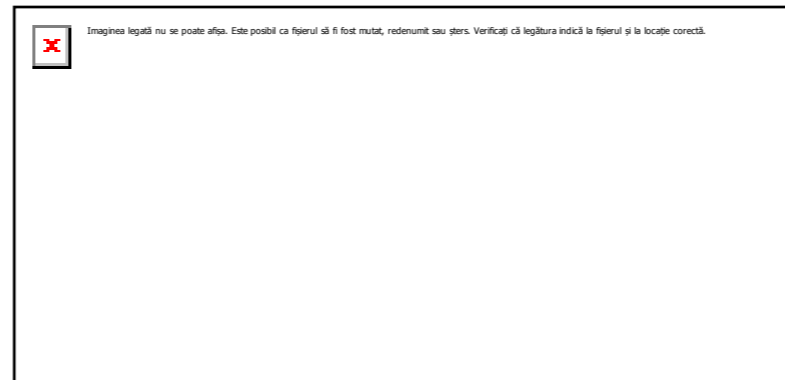 Imaginea legată nu se poate afișa. Este posibil ca fișierul să fi fost mutat, redenumit sau șters. Verificați că legătura indică la fișierul și la locație corectă.